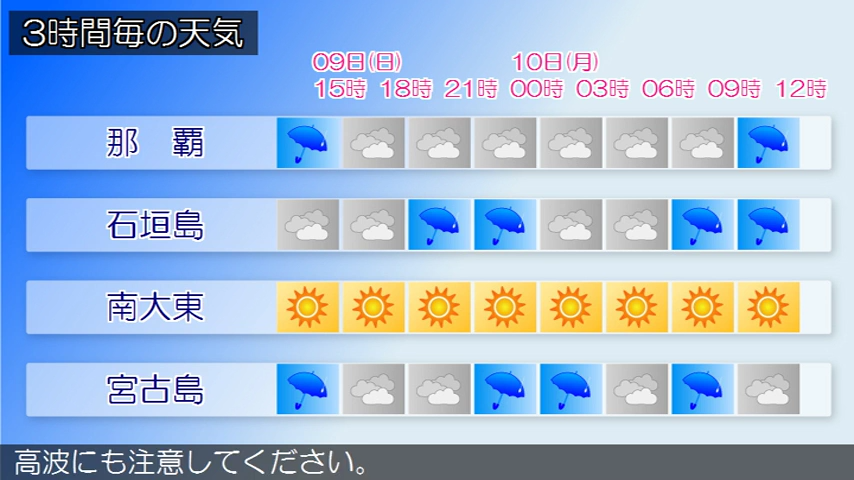 3時間毎の天気
09日(日) 10日(月)
15時 18時 21時 00時 03時 06時 09時 12時
那 覇
石垣島
南大東
宮古島
高波にも注意してください。